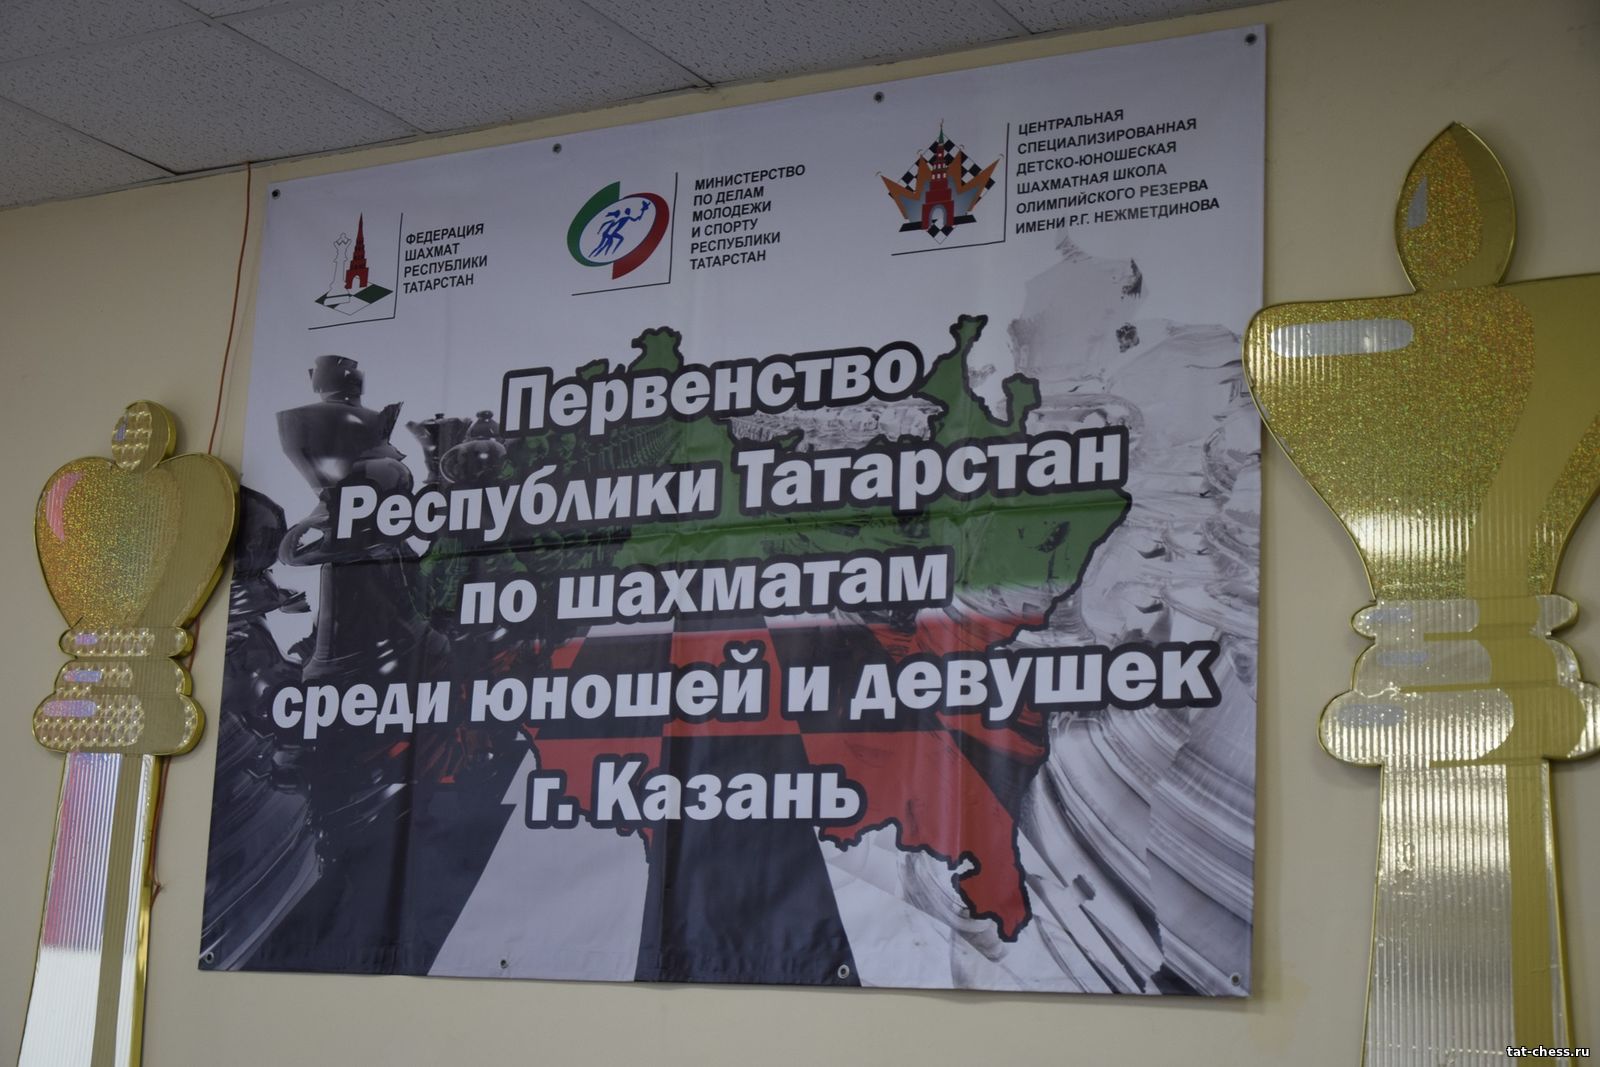 ФЕДЕРАЦИЯ
ШАХМАТ
РЕСПУБЛИКИ
ТАТАРСТАН
МИНИСТЕРСТВО
ПО ДЕЛАМ
МОЛОДЕЖИ
И СПОРТУ
РЕСПУБЛИКИ
ТАТАРСТАН
ЦЕНТРАЛЬНАЯ
СПЕЦИАЛИЗИРОВАННАЯ
ДЕТСКО-ЮНОШЕСКАЯ
ШАХМАТНАЯ ШКОЛА
ОЛИМПИЙСКОГО РЕЗЕРВА
ИМЕНИ Р.Г. НЕЖМЕТДИНОВА
Первенство
Республики Татарстан
по шахматам
среди юношей и девушек
г. Казань
tat-chess.ru